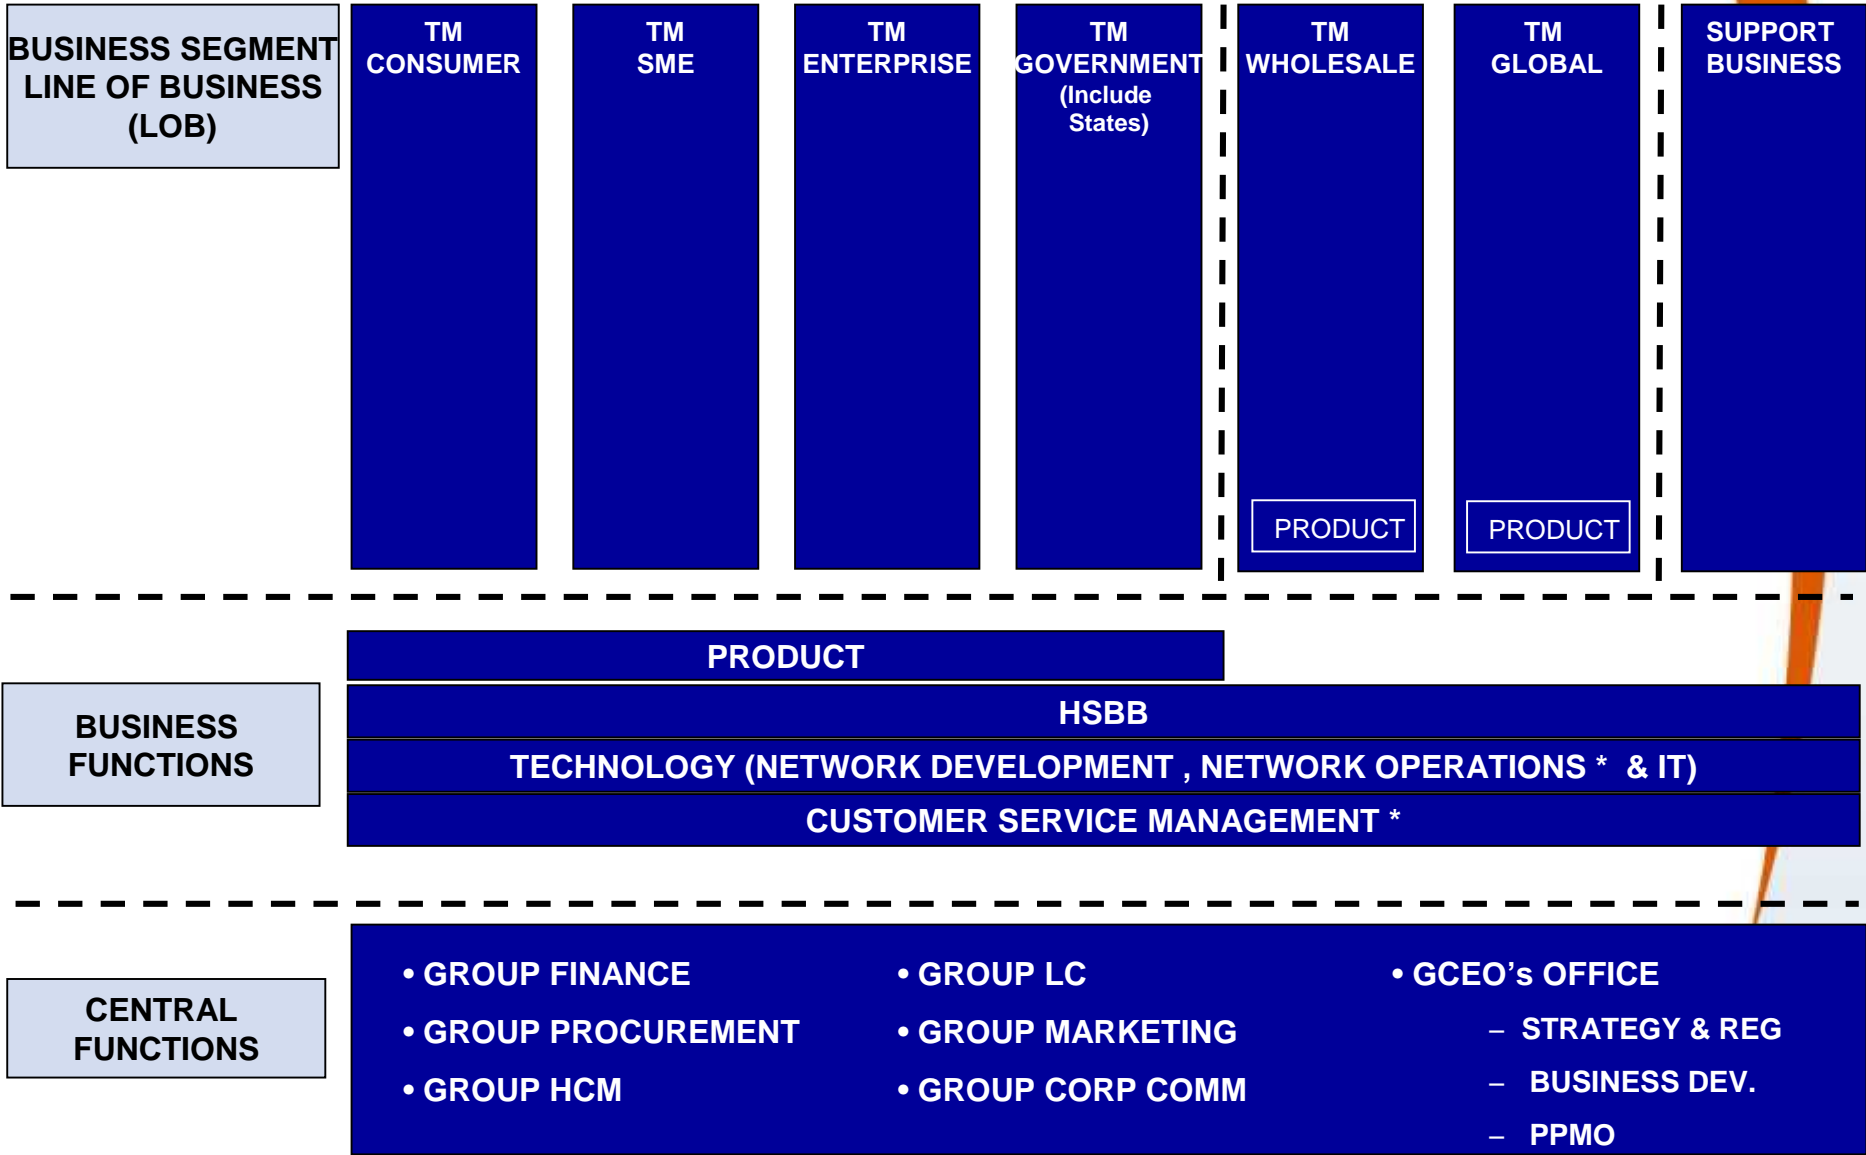 BUSINESS SEGMENT
LINE OF BUSINESS
(LOB)
TM
CONSUMER
TM
SME
TM
ENTERPRISE
TM
GOVERNMENT
(Include
States)
TM
WHOLESALE
PRODUCT
TM
GLOBAL
PRODUCT
SUPPORT
BUSINESS
BUSINESS
FUNCTIONS
PRODUCT
HSBB
TECHNOLOGY (NETWORK DEVELOPMENT , NETWORK OPERATIONS * & IT)
CUSTOMER SERVICE MANAGEMENT *
CENTRAL
FUNCTIONS
• GROUP FINANCE
• GROUP PROCUREMENT
• GROUP HCM
• GROUP LC
• GROUP MARKETING
• GROUP CORP COMM
• GCEO’s OFFICE
– STRATEGY & REG
– BUSINESS DEV.
– PPMO